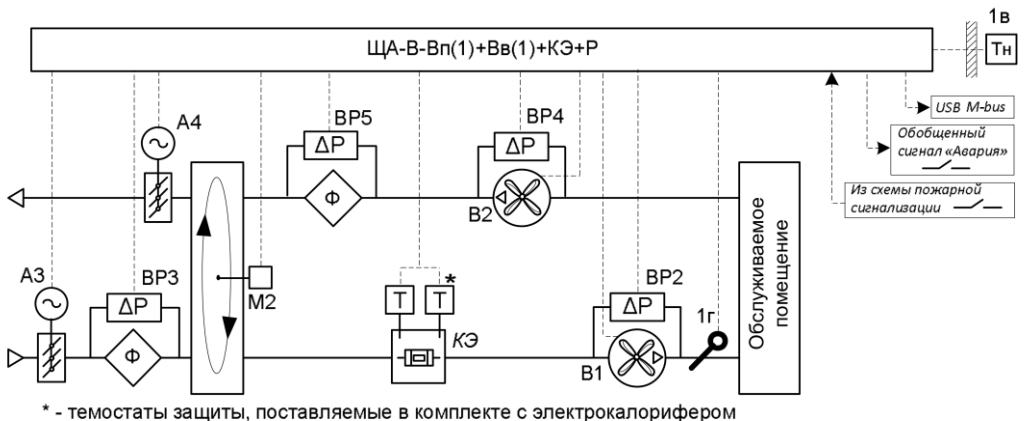 1в
ЩА-В-Вп(1)+Вв(1)+КЭ+Р
Тн
USB M-bus
Обобщенный
сигнал «Авария»
Из схемы пожарной
сигнализации
А4
ВР5
ΔР
Ф
ВР4
ΔР
В2
А3
ВР3
ΔР
Ф
М2
Т
Т
*
КЭ
ВР2
ΔР
В1
1г
Обслуживаемое
помещение
* - термостаты защиты, поставляемые в комплекте с электрокалорифером